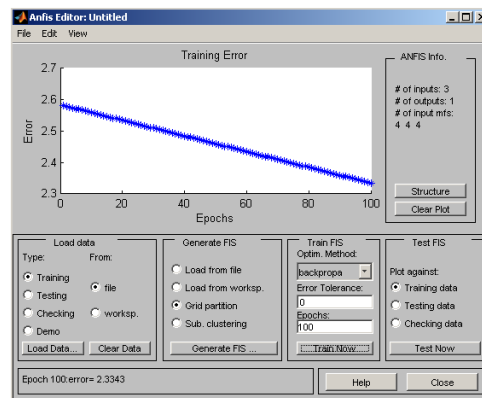 Anfis Editor: Untitled
File Edit View
Training Error
2.7
2.6
2.5
2.4
2.3
Error
0 20 40 60 80 100
Epochs
ANFIS Info.
# of inputs: 3
# of outputs: 1
# of input mfs:
4 4 4
Structure
Clear Plot
Load data
Type: From:
Training
Testing
Checking
Demo
file
worksp.
Load Data... Clear Data
Generate FIS
Load from file
Load from worksp.
Grid partition
Sub. clustering
Generate FIS ...
Train FIS
Optim. Method:
backpropa
Error Tolerance:
0
Epochs:
100
Train Now
Test FIS
Plot against:
Training data
Testing data
Checking data
Test Now
Epoch 100:error= 2.3343
Help Close